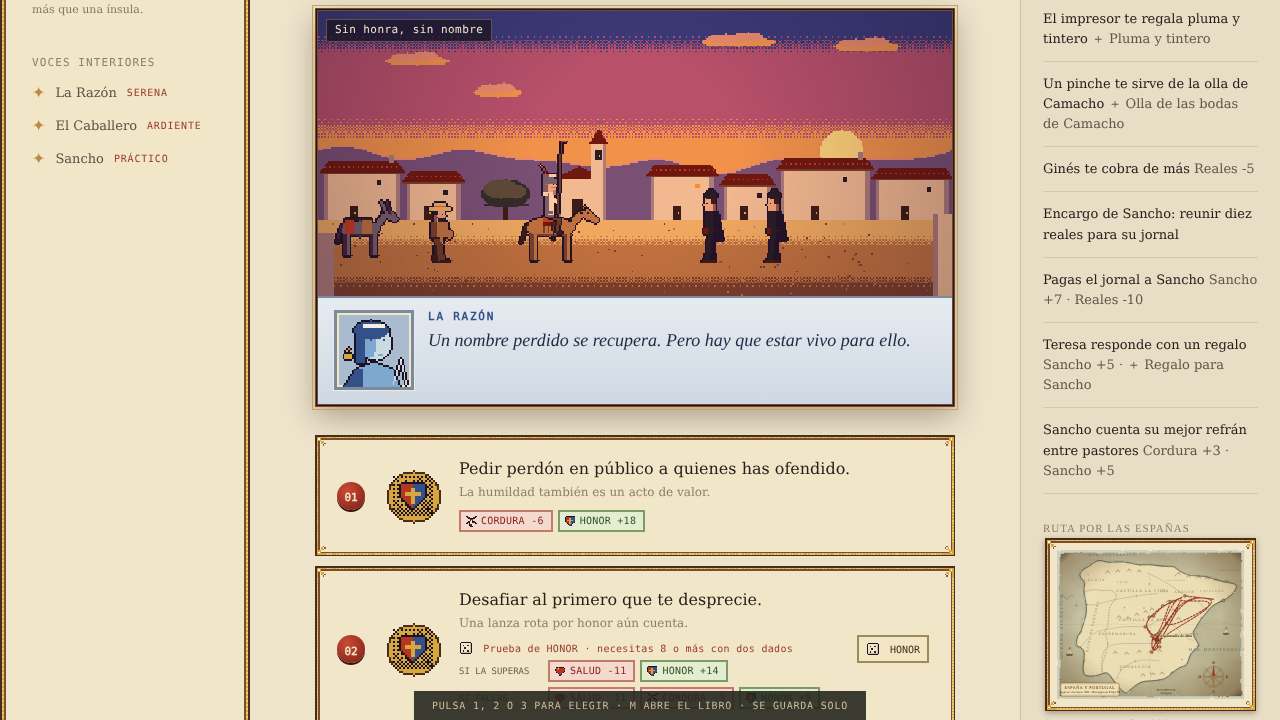 más que una ínsula.
VOCES INTERIORES
La Razón SERENA
El Caballero ARDIENTE
Sancho PRÁCTICO
Sin honra, sin nombre
LA RAZÓN
Un nombre perdido se recupera. Pero hay que estar vivo para ello.
01
Pedir perdón en público a quienes has ofendido.
La humildad también es un acto de valor.
CORDURA -6
HONOR +18
02
Desafiar al primero que te desprecie.
Una lanza rota por honor aún cuenta.
Prueba de HONOR · necesitas 8 o más con dos dados
HONOR
SI LA SUPERAS
SALUD -11
HONOR +14
PULSA 1, 2 O 3 PARA ELEGIR · M ABRE EL LIBRO · SE GUARDA SOLO
El impresor te regala pluma y
tintero + Pluma y tintero
Un pinche te sirve de la olla de
Camacho + Olla de las bodas
de Camacho
Ginés te cobra de más Reales -5
Encargo de Sancho: reunir diez
reales para su jornal
Pagas el jornal a Sancho Sancho
+7 · Reales -10
Teresa responde con un regalo
Sancho +5 · + Regalo para
Sancho
Sancho cuenta su mejor refrán
entre pastores Cordura +3 ·
Sancho +5
RUTA POR LAS ESPAÑAS
ESPAÑA Y PORTUGAL